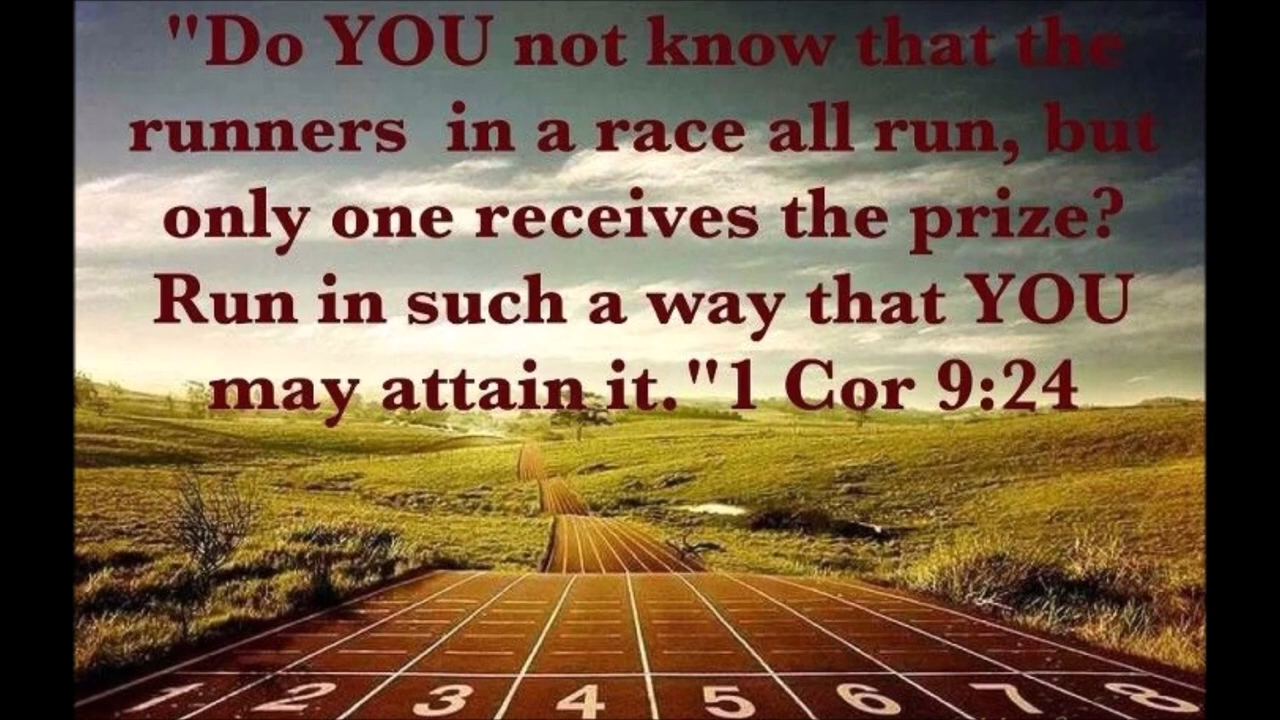 "Do YOU not know that the
runners in a race all run, but
only one receives the prize?
Run in such a way that YOU
may attain it."1 Cor 9:24
1 2 3 4 5 6 7 8